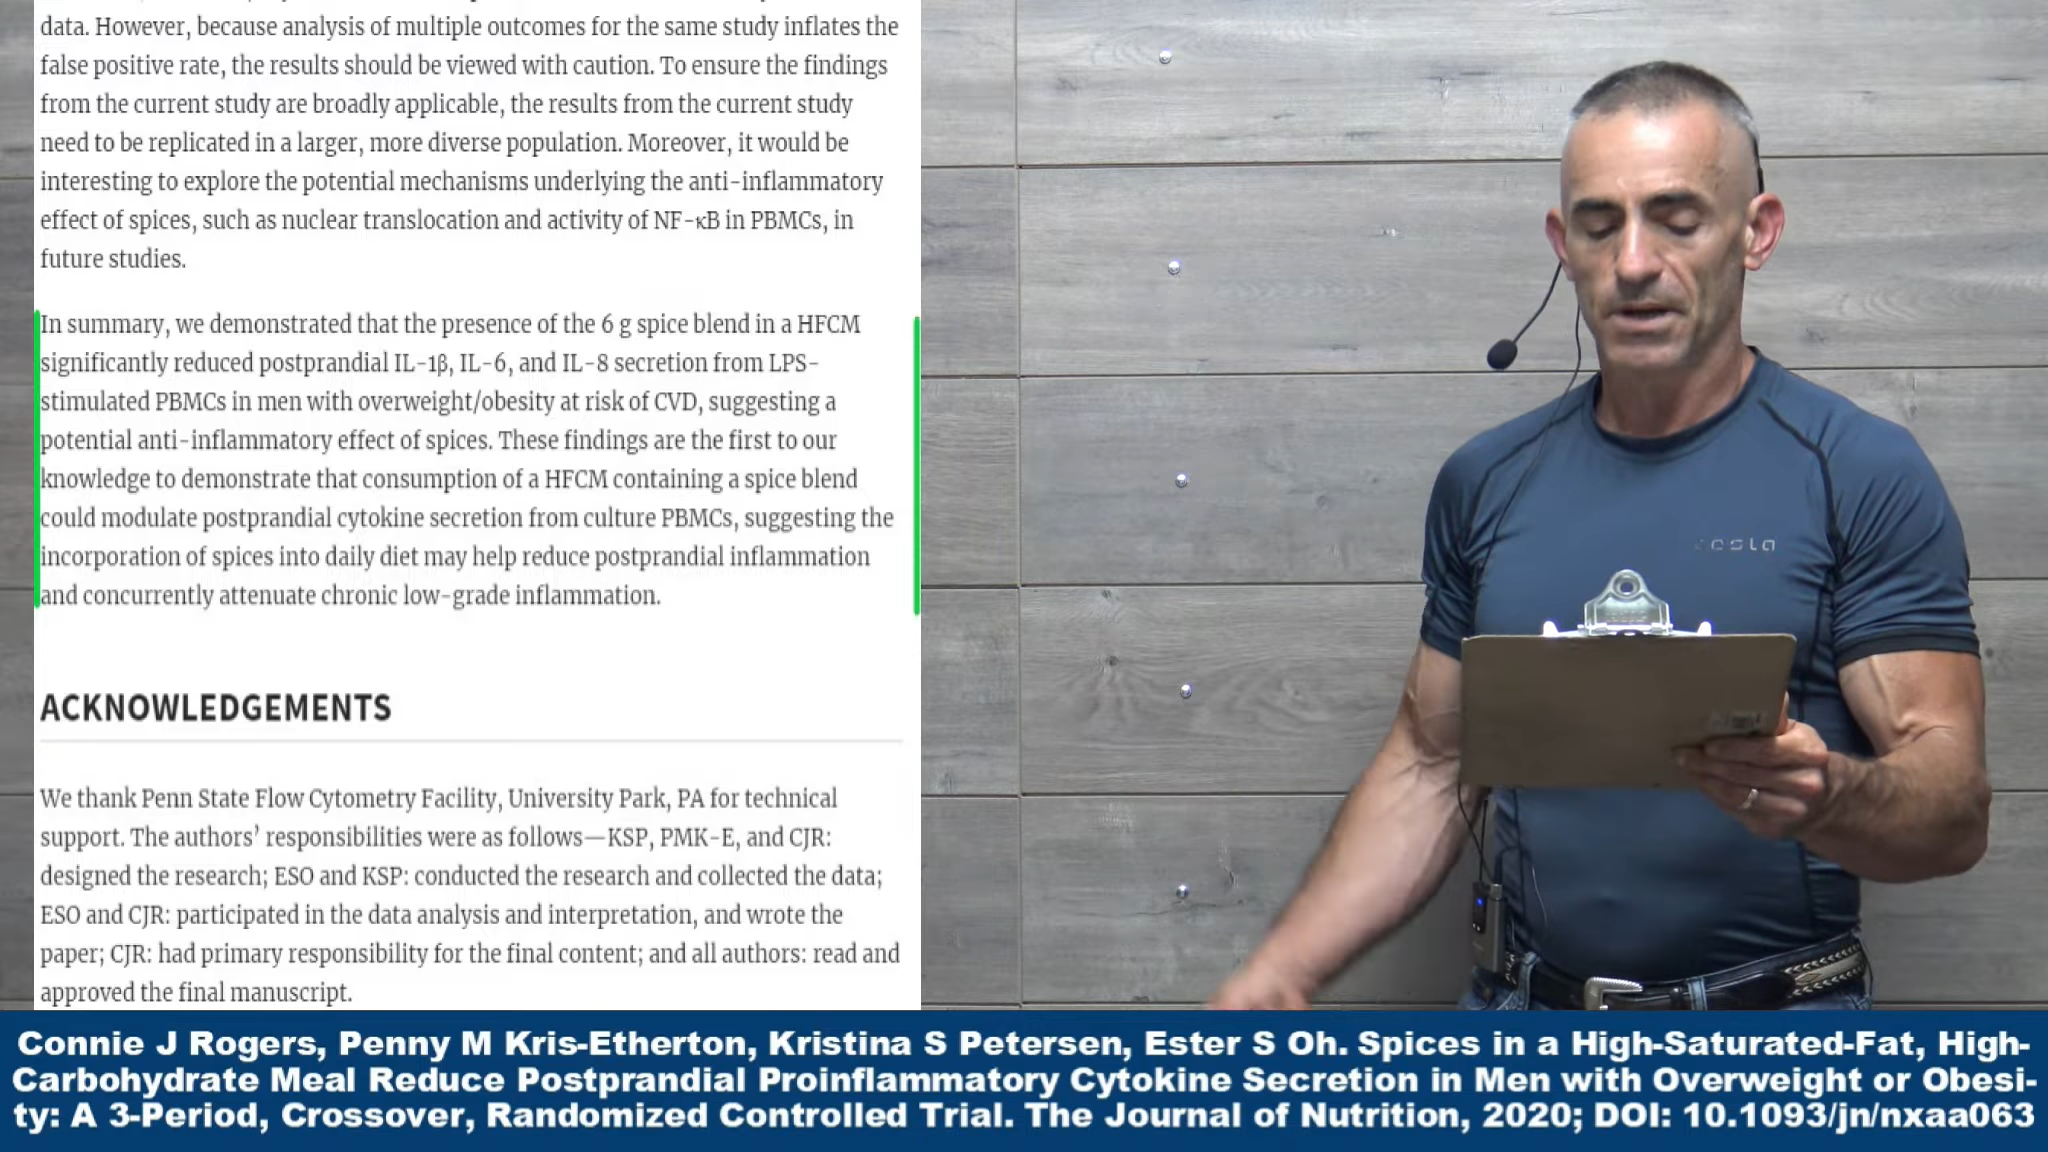 data. However, because analysis of multiple outcomes for the same study inflates the
false positive rate, the results should be viewed with caution. To ensure the findings
from the current study are broadly applicable, the results from the current study
need to be replicated in a larger, more diverse population. Moreover, it would be
interesting to explore the potential mechanisms underlying the anti-inflammatory
effect of spices, such as nuclear translocation and activity of NF-κB in PBMCs, in
future studies.
In summary, we demonstrated that the presence of the 6 g spice blend in a HFCM
significantly reduced postprandial IL-1β, IL-6, and IL-8 secretion from LPS-
stimulated PBMCs in men with overweight/obesity at risk of CVD, suggesting a
potential anti-inflammatory effect of spices. These findings are the first to our
knowledge to demonstrate that consumption of a HFCM containing a spice blend
could modulate postprandial cytokine secretion from culture PBMCs, suggesting the
incorporation of spices into daily diet may help reduce postprandial inflammation
and concurrently attenuate chronic low-grade inflammation.
ACKNOWLEDGEMENTS
We thank Penn State Flow Cytometry Facility, University Park, PA for technical
support. The authors' responsibilities were as follows—KSP, PMK-E, and CJR:
designed the research; ESO and KSP: conducted the research and collected the data;
ESO and CJR: participated in the data analysis and interpretation, and wrote the
paper; CJR: had primary responsibility for the final content; and all authors: read and
approved the final manuscript.
Connie J Rogers, Penny M Kris-Etherton, Kristina S Petersen, Ester S Oh. Spices in a High-Saturated-Fat, High-
Carbohydrate Meal Reduce Postprandial Proinflammatory Cytokine Secretion in Men with Overweight or Obesi-
ty: A 3-Period, Crossover, Randomized Controlled Trial. The Journal of Nutrition, 2020; DOI: 10.1093/jn/nxaa063